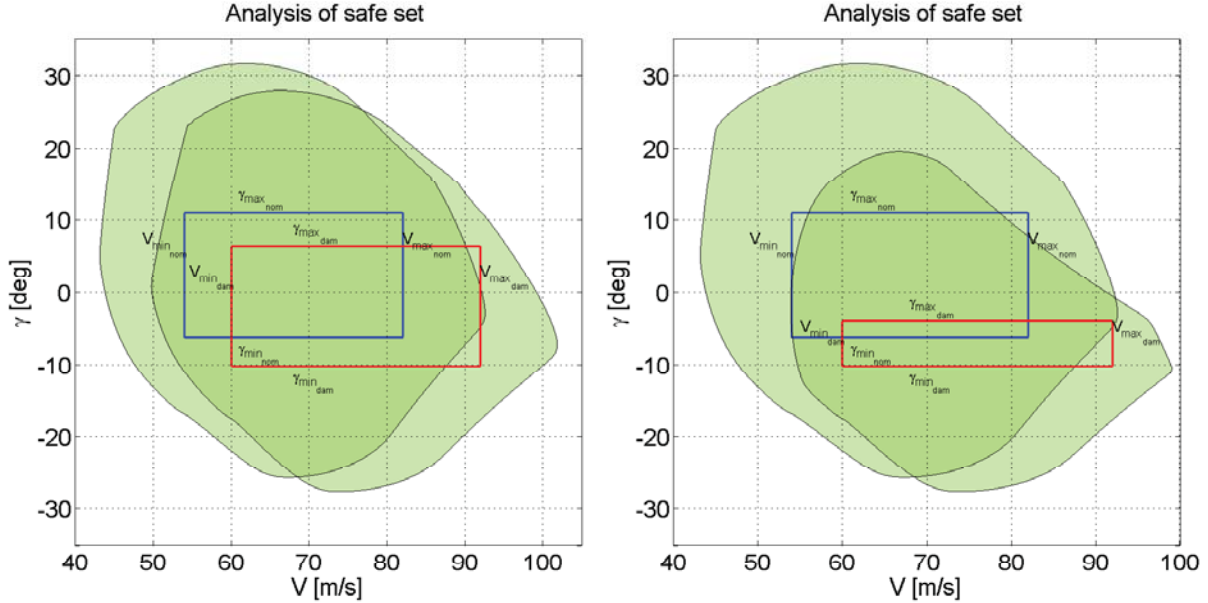 Analysis of safe set
30
20
10
0
-10
-20
-30
γ [deg]
40
50
60
70
80
90
100
V [m/s]
γmaxnom
γmaxdam
Vminnom
Vmaxnom
Vmindam
Vmaxdam
γminnom
γmindam
Analysis of safe set
30
20
10
0
-10
-20
-30
γ [deg]
40
50
60
70
80
90
100
V [m/s]
γmaxnom
Vminnom
Vmaxnom
γmaxdam
Vmindam
Vmaxdam
γminnom
γmindam